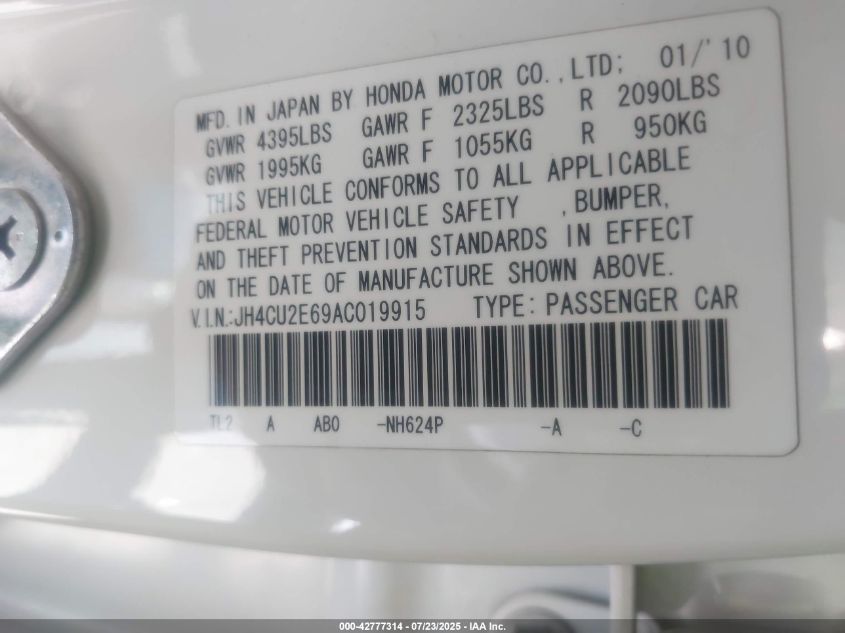 MFD. IN JAPAN BY HONDA MOTOR CO., LTD; 01/'10
GVWR 4395LBS GAWR F 2325LBS R 2090LBS
GVWR 1995KG GAWR F 1055KG R 950KG
THIS VEHICLE CONFORMS TO ALL APPLICABLE
FEDERAL MOTOR VEHICLE SAFETY , BUMPER,
AND THEFT PREVENTION STANDARDS IN EFFECT
ON THE DATE OF MANUFACTURE SHOWN ABOVE.
V.I.N.:JH4CU2E69AC019915 TYPE: PASSENGER CAR
TL2 A AB0 -NH624P -A -C
000-42777314 - 07/23/2025 - IAA Inc.